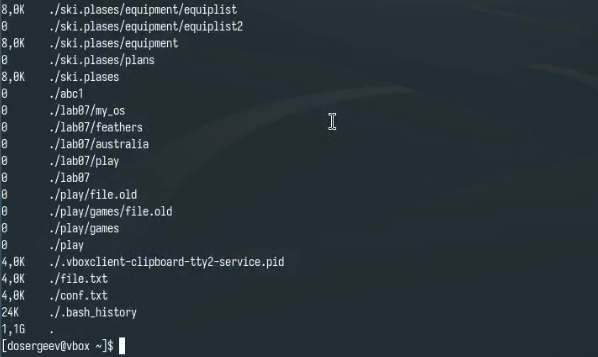 8,0K ./ski.plases/equipment/equiplist
0 ./ski.plases/equipment/equiplist2
8,0K ./ski.plases/equipment
0 ./ski.plases/plans
8,0K ./ski.plases
0 ./abc1
0 ./lab07/my_os
0 ./lab07/feathers
0 ./lab07/australia
0 ./lab07/play
0 ./lab07
0 ./play/file.old
0 ./play/games/file.old
0 ./play/games
0 ./play
4,0K ./.vboxclient-clipboard-tty2-service.pid
4,0K ./file.txt
4,0K ./conf.txt
24K ./.bash_history
1,1G .
[dosergeev@vbox ~]$